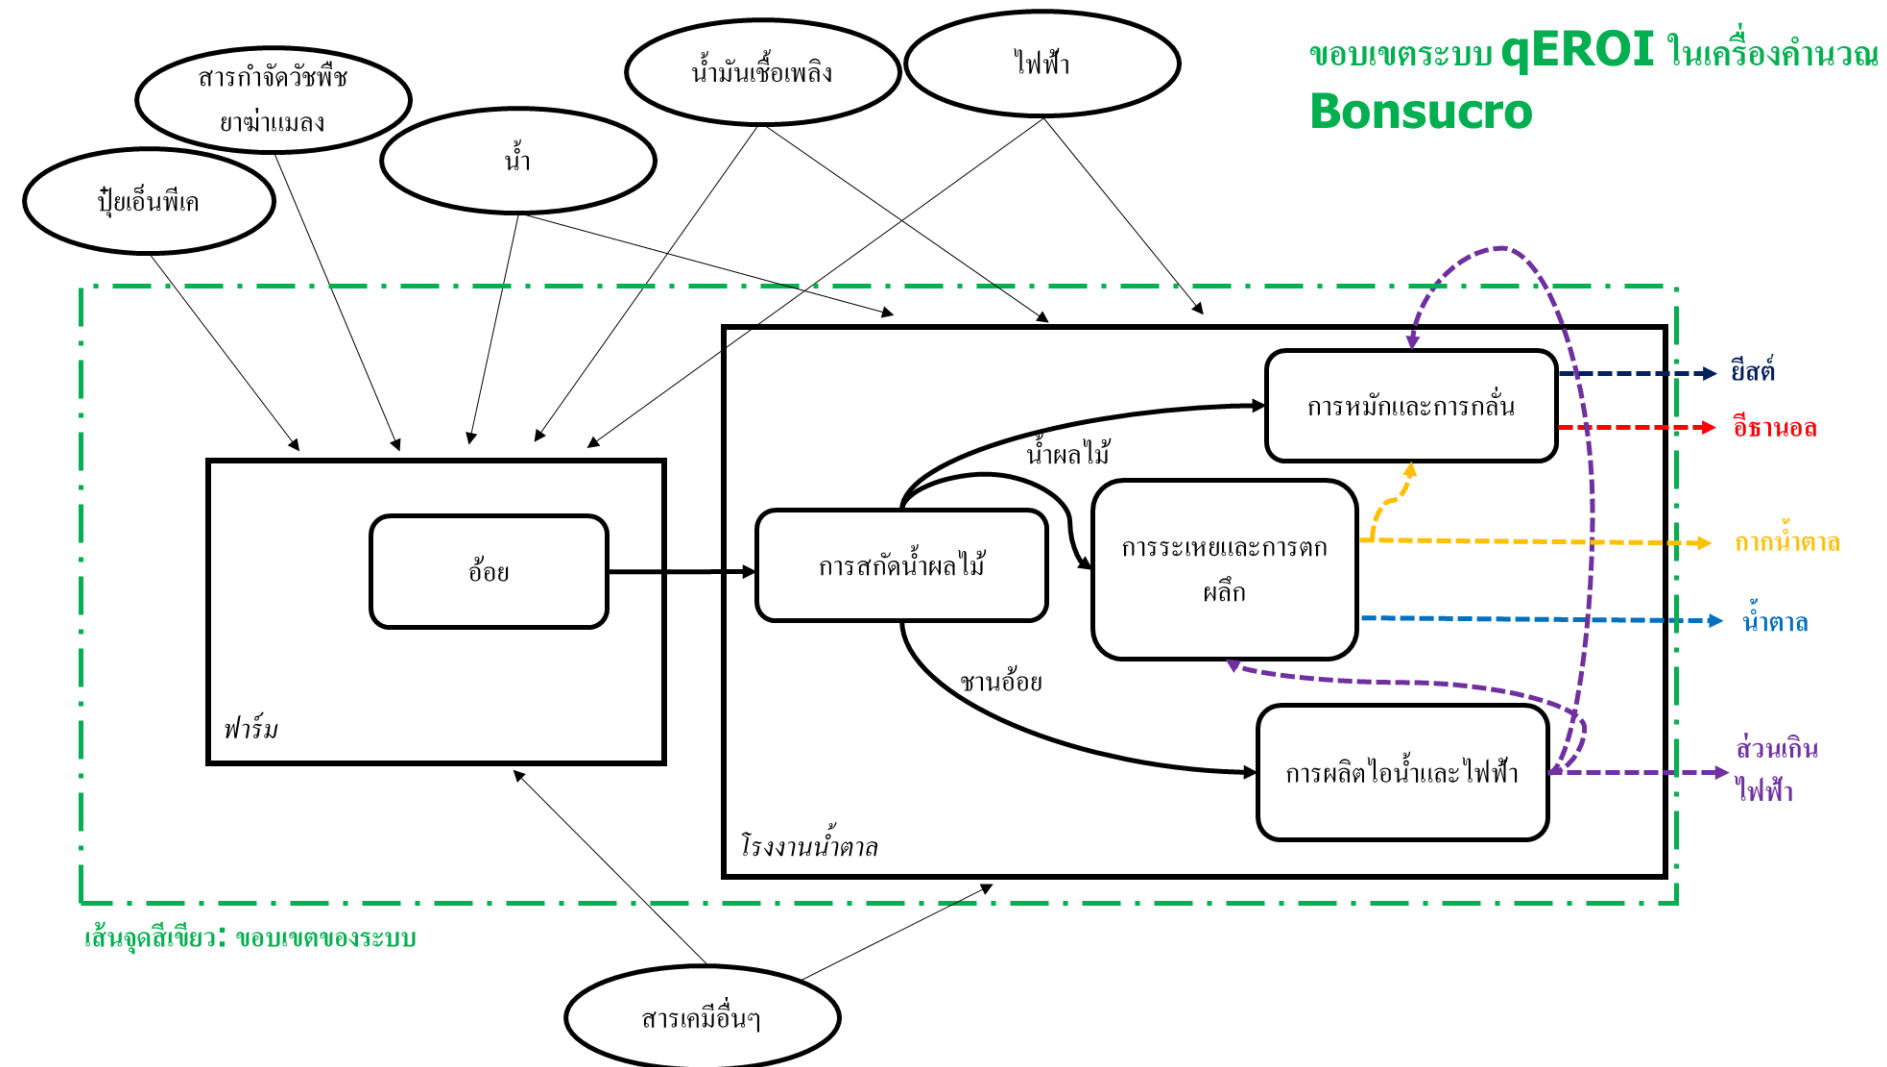 ขอบเขตระบบ qEROI ในเครื่องคำนวณ
Bonsucro
สารกำจัดวัชพืช
ยาฆ่าแมลง
น้ำมันเชื้อเพลิง
ไฟฟ้า
น้ำ
ปุ๋ยเอ็นพีเค
อ้อย
ฟาร์ม
การสกัดน้ำผลไม้
น้ำผลไม้
ชานอ้อย
การหมักและการกลั่น
การระเหยและการตก
ผลึก
การผลิตไอน้ำและไฟฟ้า
โรงงานน้ำตาล
ยีสต์
อีธานอล
กากน้ำตาล
น้ำตาล
ส่วนเกิน
ไฟฟ้า
เส้นจุดสีเขียว: ขอบเขตของระบบ
สารเคมีอื่นๆ